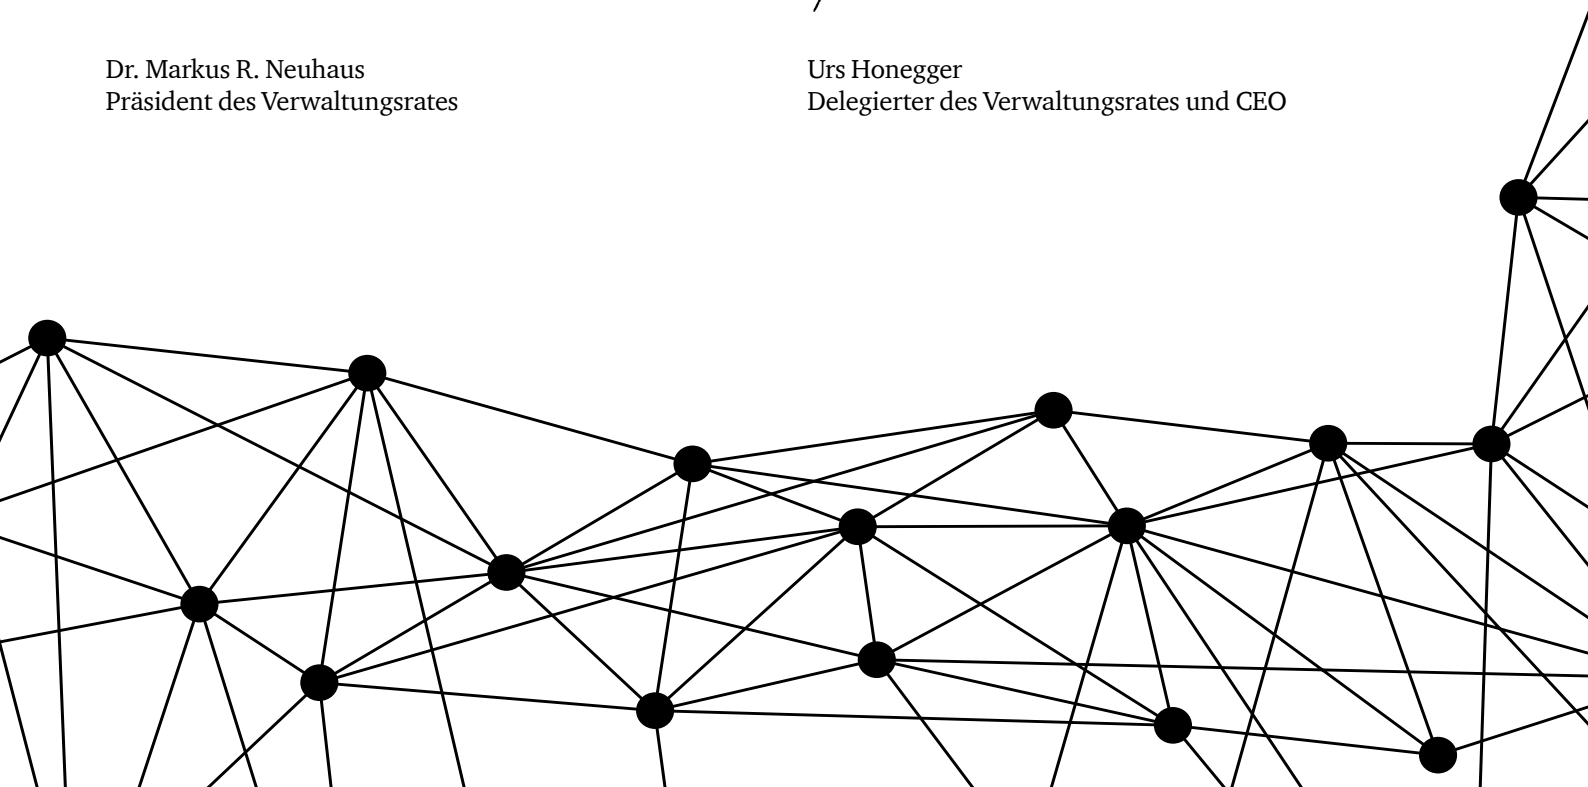 Dr. Markus R. Neuhaus
Präsident des Verwaltungsrates
Urs Honegger
Delegierter des Verwaltungsrates und CEO